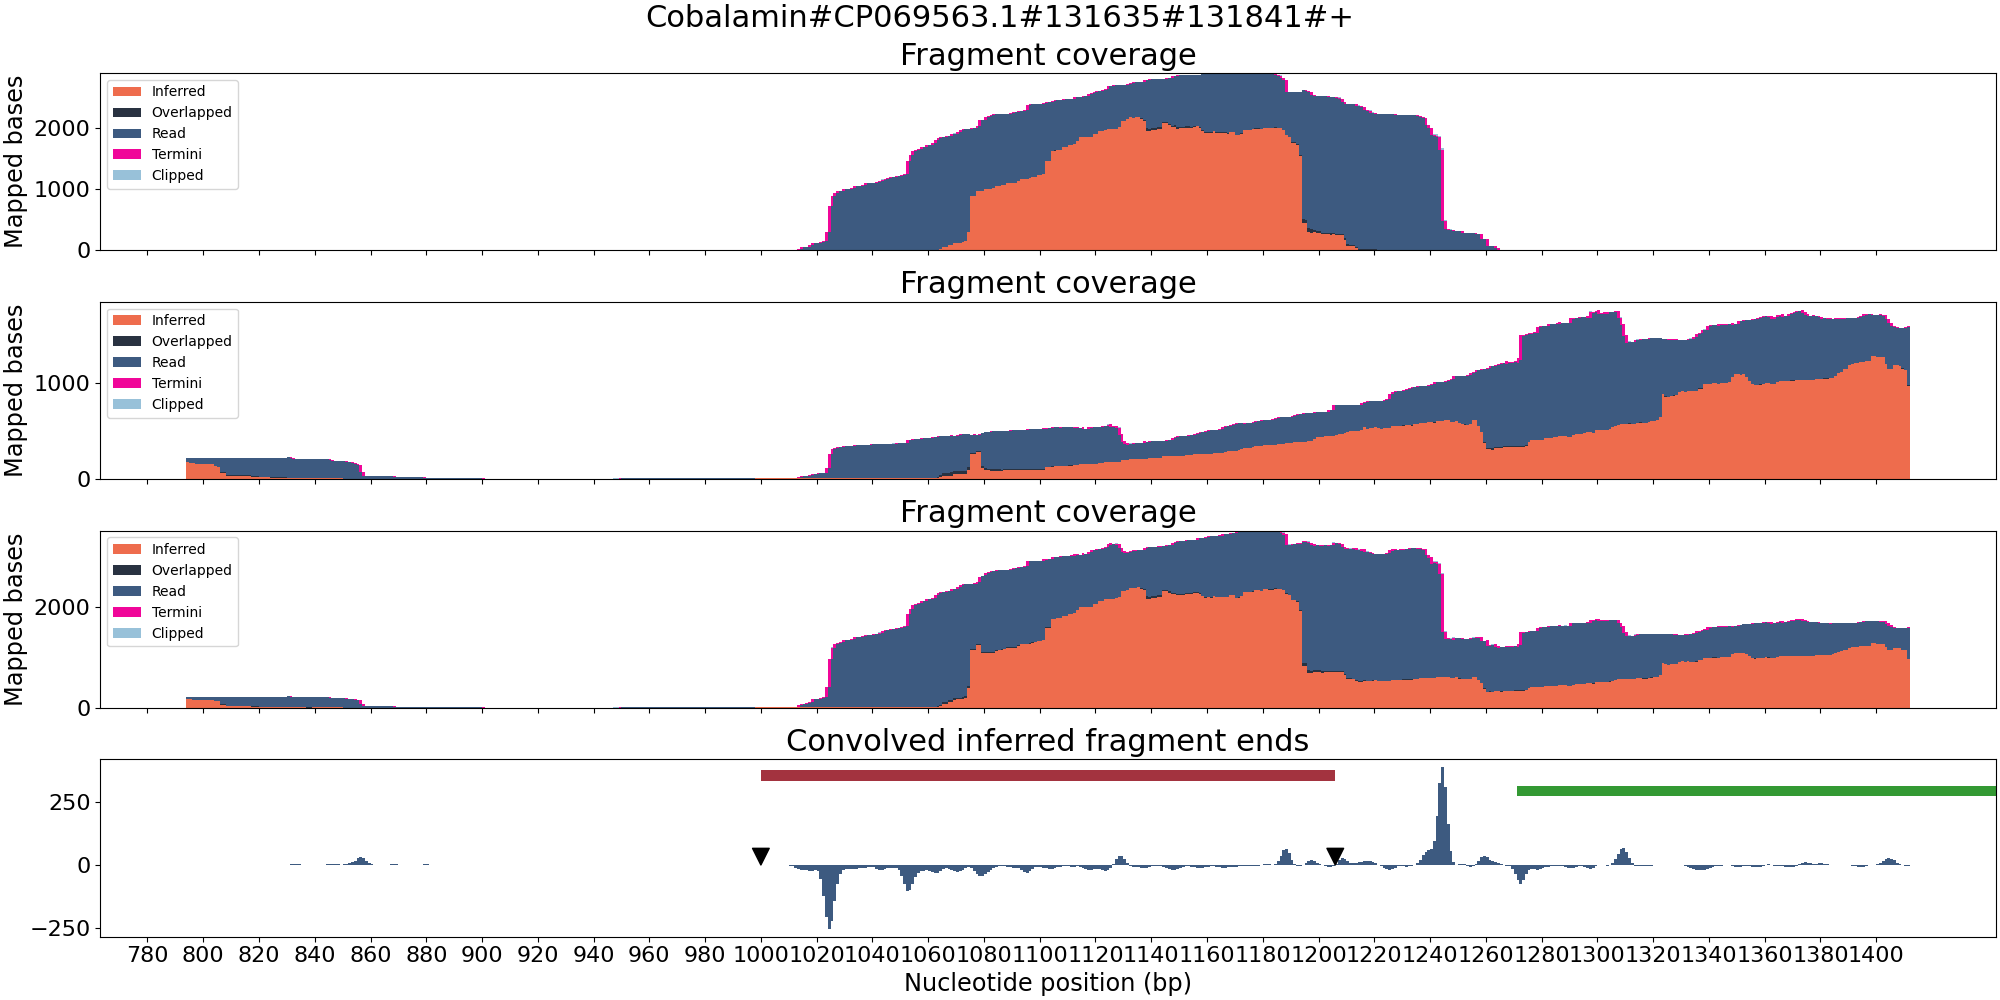 Cobalamin#CP069563.1#131635#131841#+
Fragment coverage
Mapped bases
2000
1000
0
Inferred
Overlapped
Read
Termini
Clipped
Fragment coverage
Mapped bases
1000
0
Inferred
Overlapped
Read
Termini
Clipped
Fragment coverage
Mapped bases
2000
0
Inferred
Overlapped
Read
Termini
Clipped
Convolved inferred fragment ends
250
0
−250
780 800 820 840 860 880 900 920 940 960 980 1000 1020 1040 1060 1080 1100 1120 1140 1160 1180 1200 1220 1240 1260 1280 1300 1320 1340 1360 1380 1400
Nucleotide position (bp)